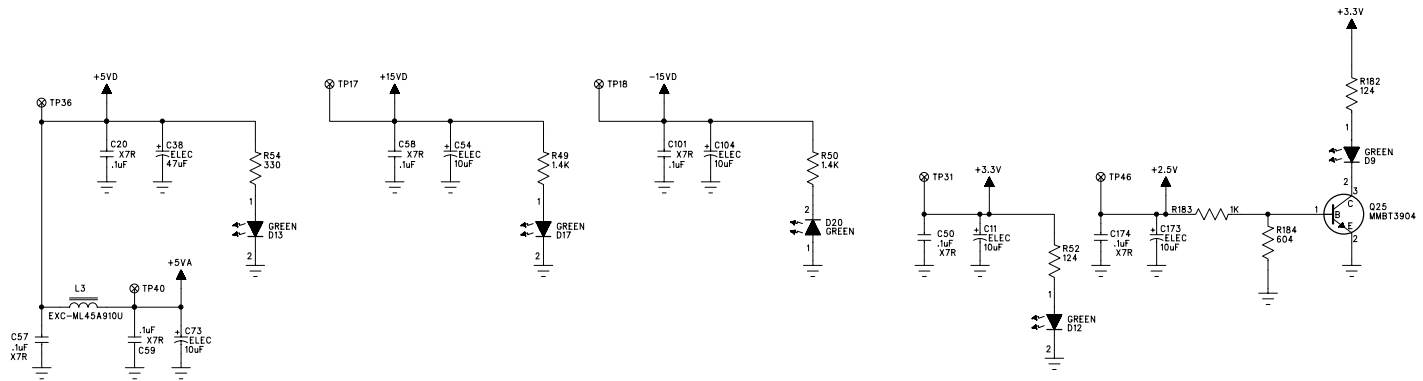 +5VD
TP36
C20
X7R
.1uF
C38
ELEC
47uF
R54
330
1
GREEN
D13
2
+5VA
L3
EXC-ML45A910U
TP40
C57
.1uF
X7R
.1uF
X7R
C59
C73
ELEC
10uF
+
+
TP17
+15VD
C58
X7R
.1uF
+
C54
ELEC
10uF
R49
1.4K
1
GREEN
D17
2
TP18
-15VD
C101
X7R
.1uF
+
C104
ELEC
10uF
R50
1.4K
2
D20
GREEN
1
TP31
+3.3V
C50
.1uF
X7R
+
C11
ELEC
10uF
R52
124
1
GREEN
D12
2
TP46
+2.5V
C174
.1uF
X7R
+
C173
ELEC
10uF
R183
1K
R184
604
+3.3V
R182
124
1
GREEN
D9
2
3
C
1
B
E
2
Q25
MMBT3904